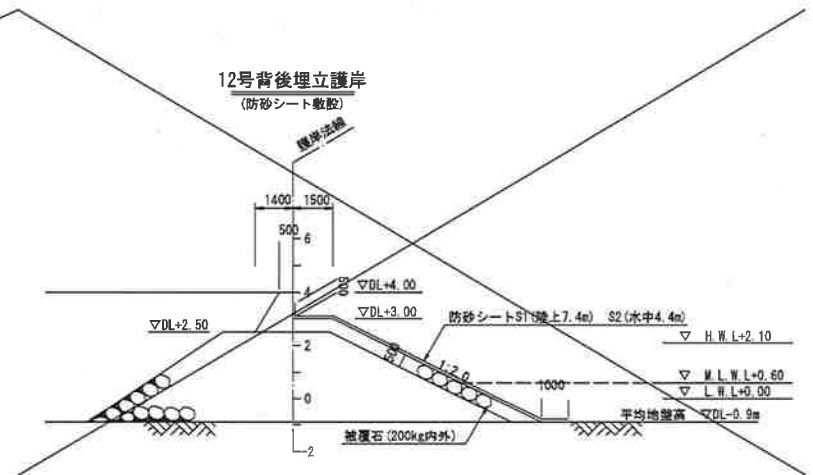 12号背後埋立護岸
(防砂シート敷設)
護岸法線
1400 1500
500
6
500
4
▽DL+4.00
▽DL+3.00
防砂シートS1(陸上7.4m) S2(水中4.4m)
▽DL+2.50
▽ H.W.L+2.10
2
500
1:2.0
▽ M.L.W.L+0.60
1000
▽ L.W.L+0.00
0
平均地盤高 ▽DL-0.9m
被覆石(200kg内外)
-2